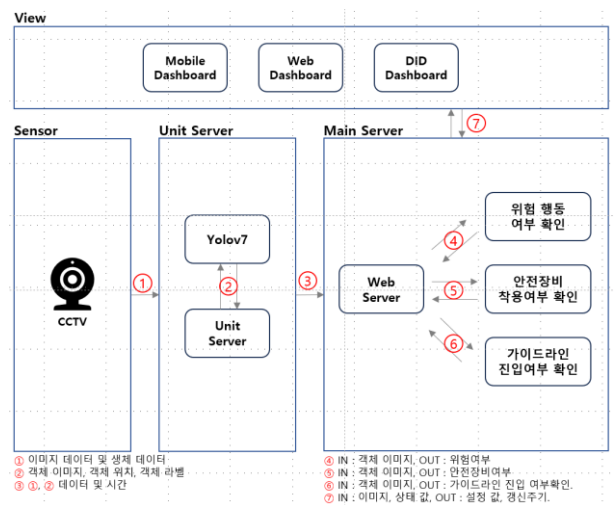 View
Mobile
Dashboard
Web
Dashboard
DID
Dashboard
⑦
Sensor
Unit Server
Main Server
CCTV
①
Yolov7
②
Unit
Server
③
Web
Server
④
위험 행동
여부 확인
⑤
안전장비
착용여부 확인
⑥
가이드라인
진입여부 확인
① 이미지 데이터 및 생체 데이터
② 객체 이미지, 객체 위치, 객체 라벨
③ ①, ② 데이터 및 시간
④ IN : 객체 이미지, OUT : 위험여부
⑤ IN : 객체 이미지, OUT : 안전장비여부
⑥ IN : 객체 이미지, OUT : 가이드라인 진입 여부확인.
⑦ IN : 이미지, 상태 값, OUT : 설정 값, 갱신주기.